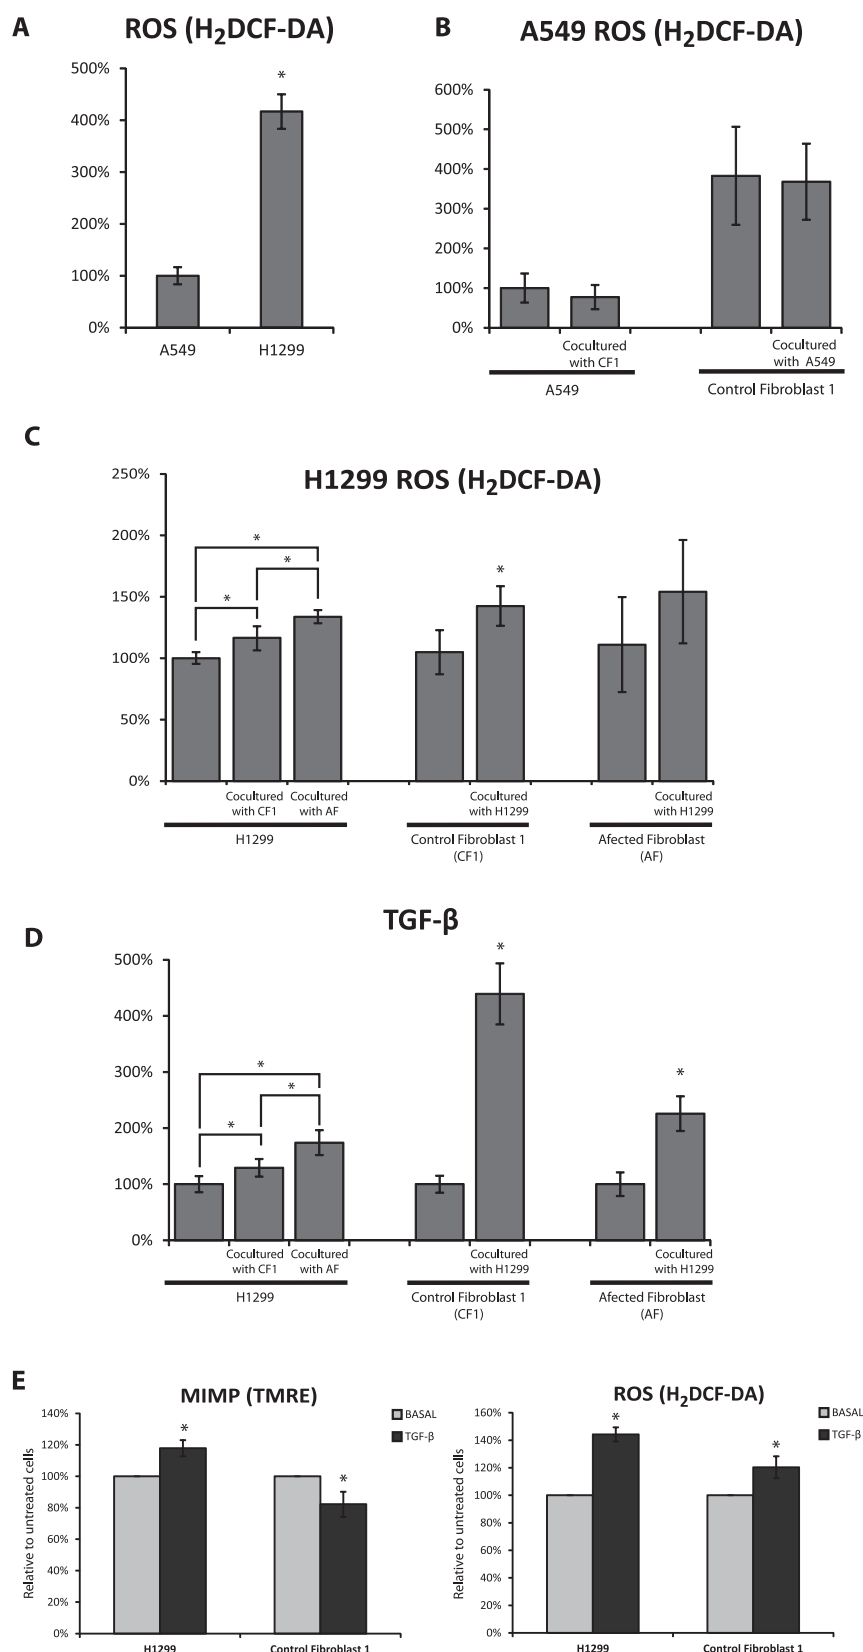 A
ROS (H₂DCF-DA)
500%
400%
300%
200%
100%
0%
*
A549
H1299
B
A549 ROS (H₂DCF-DA)
600%
500%
400%
300%
200%
100%
0%
Cocultured
with CF1
Cocultured
with A549
A549
Control Fibroblast 1
C
H1299 ROS (H₂DCF-DA)
250%
200%
150%
100%
50%
0%
*
*
*
*
Cocultured
with CF1
Cocultured
with AF
Cocultured
with H1299
Cocultured
with H1299
H1299
Control Fibroblast 1
(CF1)
Afected Fibroblast
(AF)
D
TGF-β
500%
400%
300%
200%
100%
0%
*
*
*
*
*
Cocultured
with CF1
Cocultured
with AF
Cocultured
with H1299
Cocultured
with H1299
H1299
Control Fibroblast 1
(CF1)
Afected Fibroblast
(AF)
E
MIMP (TMRE)
Relative to untreated cells
140%
120%
100%
80%
60%
40%
20%
0%
*
*
BASAL
TGF-β
H1299
Control Fibroblast 1
ROS (H₂DCF-DA)
Relative to untreated cells
160%
140%
120%
100%
80%
60%
40%
20%
0%
*
*
BASAL
TGF-β
H1299
Control Fibroblast 1